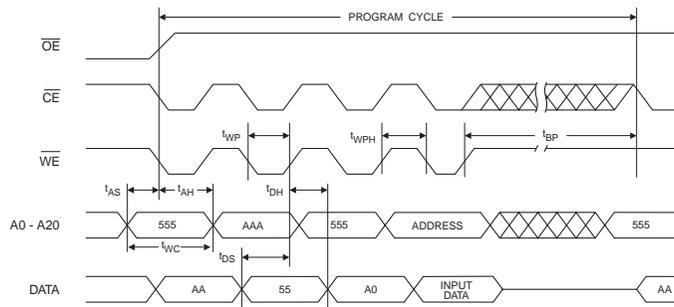 PROGRAM CYCLE
OE
CE
tWP
tWPH
tBP
WE
tAS
tAH
tDH
A0 - A20
555
AAA
555
ADDRESS
555
tWC
tDS
DATA
AA
55
A0
INPUT
DATA
AA